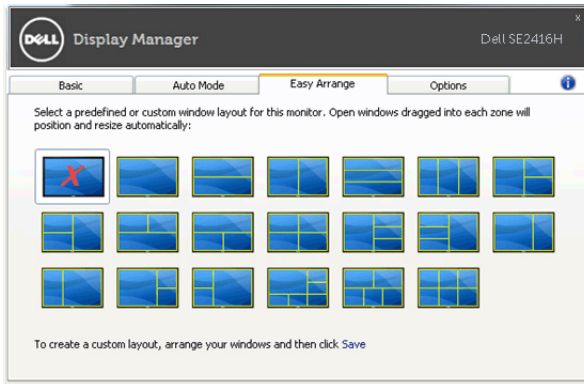 x
DELL Display Manager Dell SE2416H
Basic Auto Mode Easy Arrange Options i
Select a predefined or custom window layout for this monitor. Open windows dragged into each zone will
position and resize automatically:
X
To create a custom layout, arrange your windows and then click Save